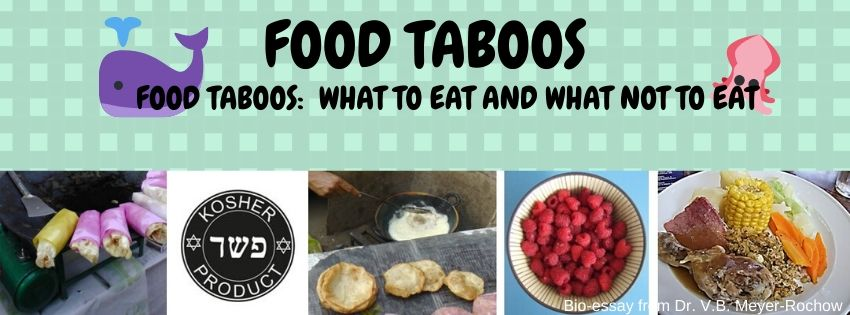 FOOD TABOOS
FOOD TABOOS: WHAT TO EAT AND WHAT NOT TO EAT
KOSHER
פשר
PRODUCT
Bio-essay from Dr. V.B. Meyer-Rochow